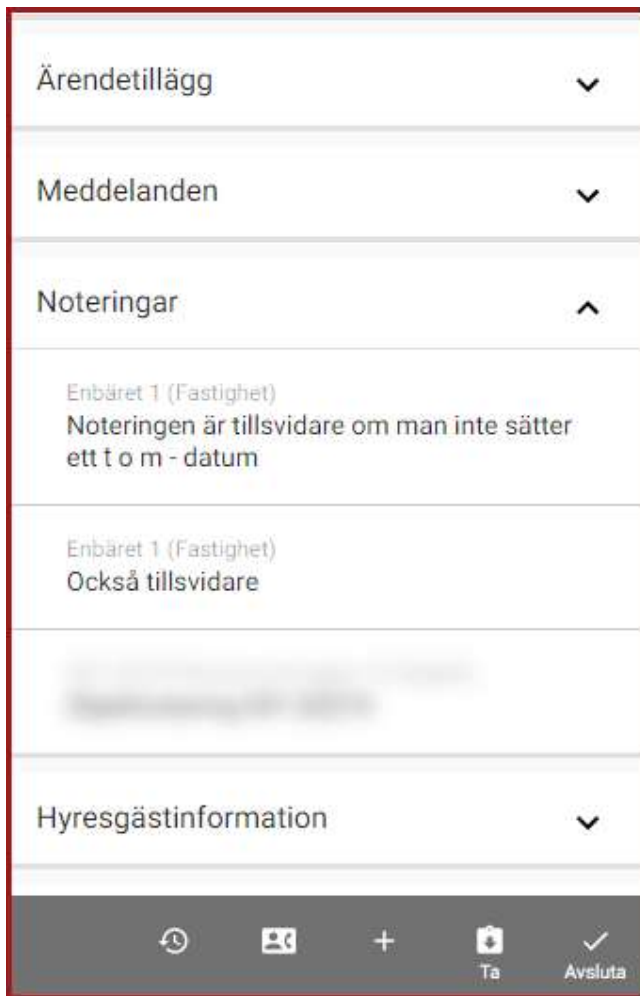 Ärendetillägg
Meddelanden
Noteringar
Enbäret 1 (Fastighet)
Noteringen är tillsvidare om man inte sätter
ett t o m - datum
Enbäret 1 (Fastighet)
Också tillsvidare
Hyresgästinformation
Ta
Avsluta